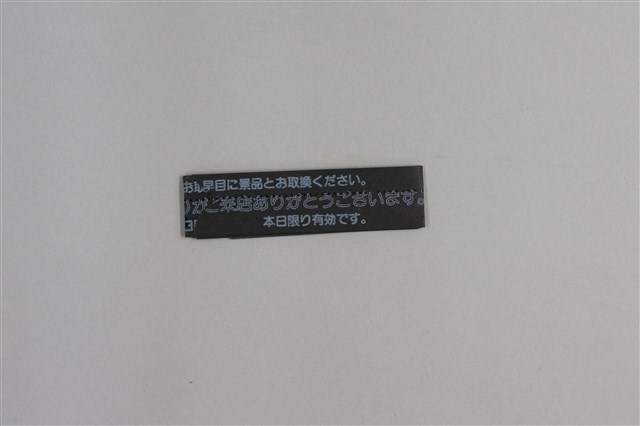 お早目に景品とお取換ください。
ご来店ありがとうございます。
本日限り有効です。